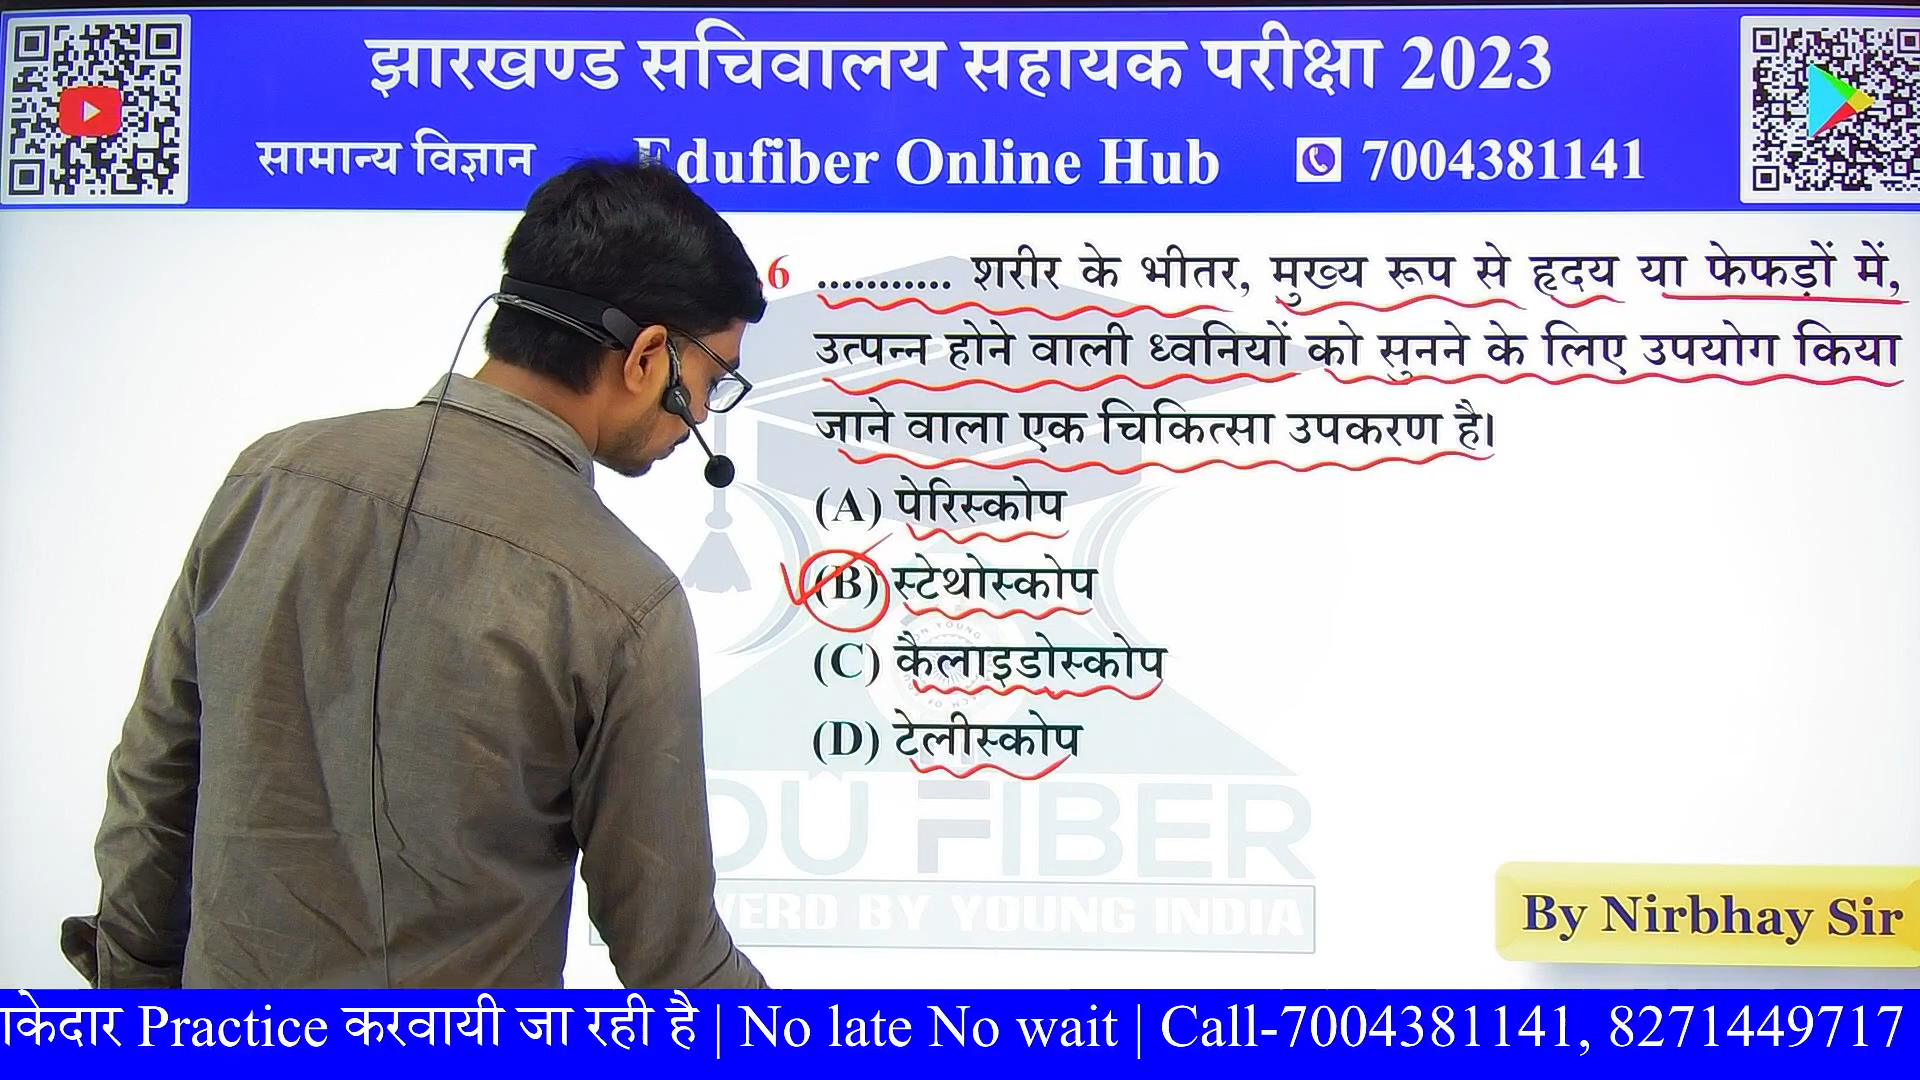 झारखण्ड सचिवालय सहायक परीक्षा 2023
सामान्य विज्ञान
Edufiber Online Hub
7004381141
6 ........... शरीर के भीतर, मुख्य रूप से हृदय या फेफड़ों में,
उत्पन्न होने वाली ध्वनियों को सुनने के लिए उपयोग किया
जाने वाला एक चिकित्सा उपकरण है।
(A) पेरिस्कोप
(B) स्टेथोस्कोप
(C) कैलाइडोस्कोप
(D) टेलीस्कोप
DU FIBER
VERD BY YOUNG INDIA
By Nirbhay Sir
Practice करवायी जा रही है | No late No wait | Call-7004381141, 8271449717